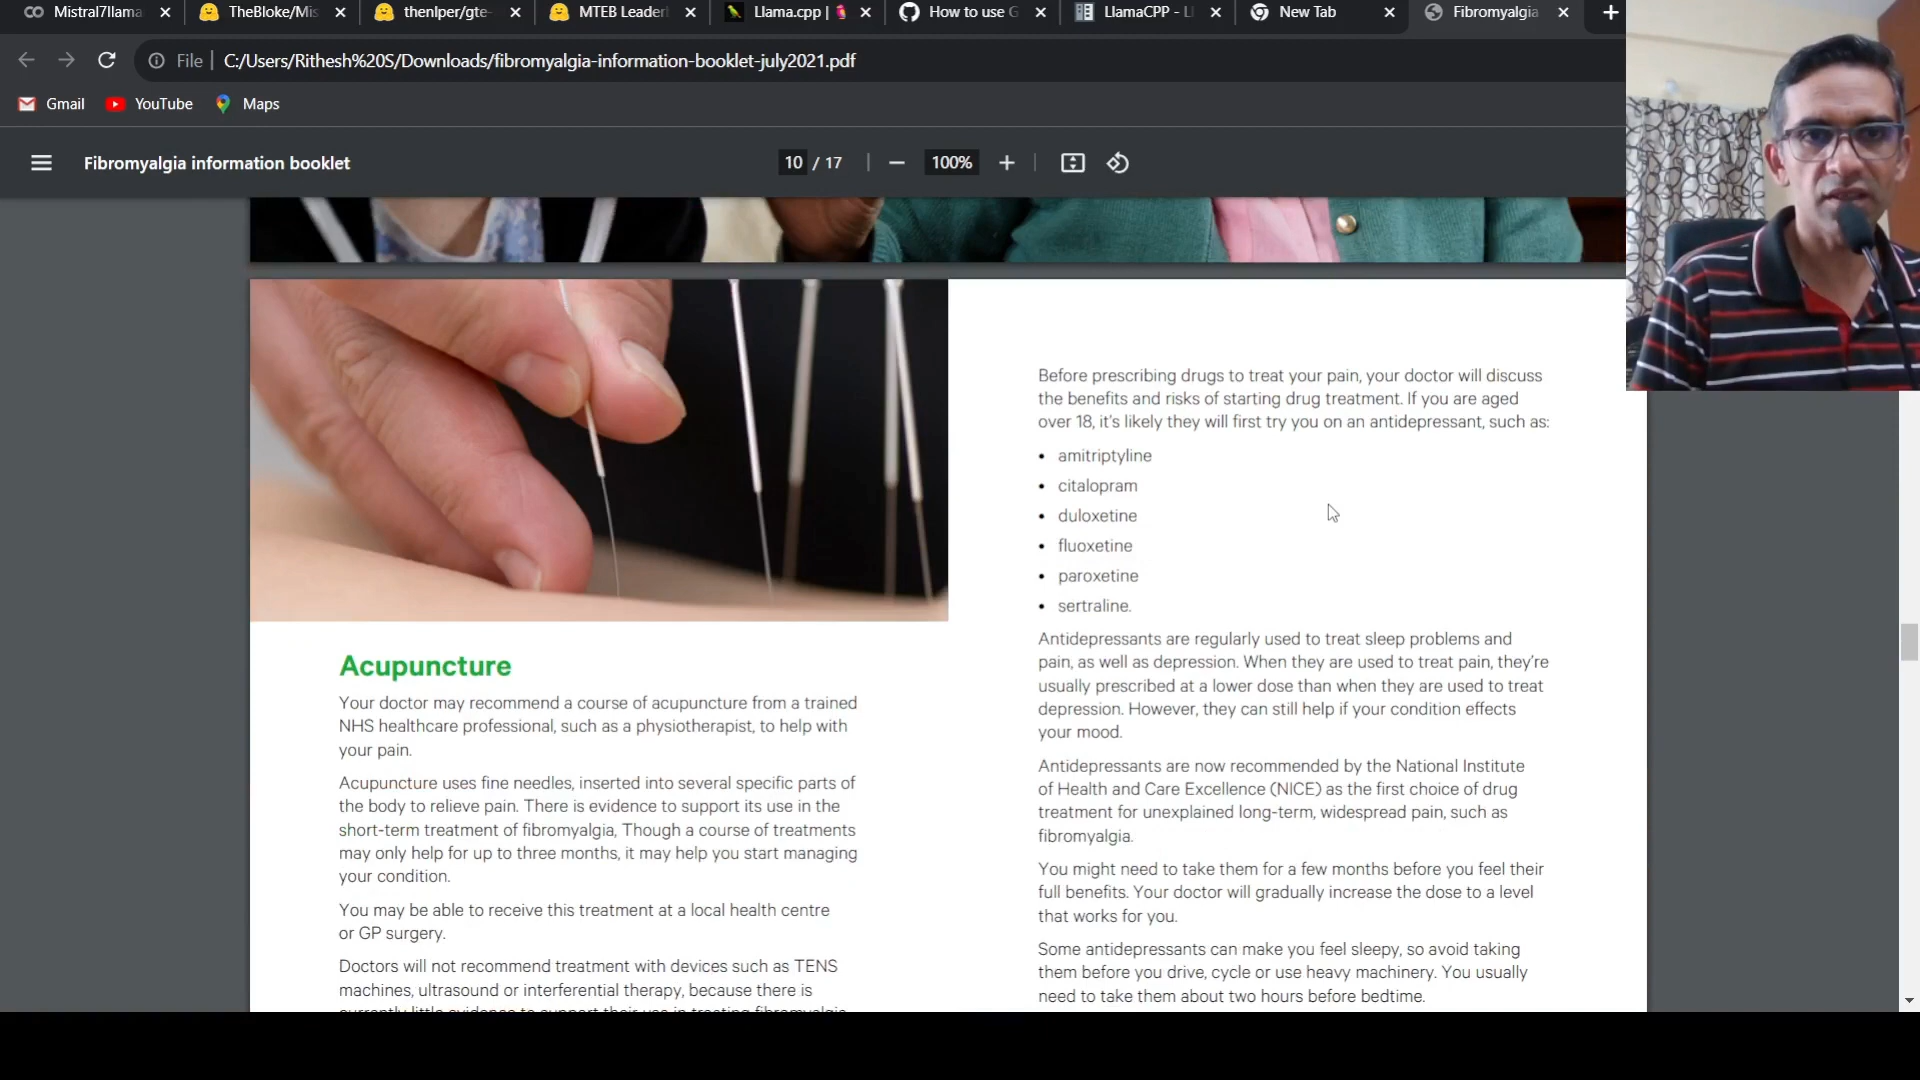 Mistral7llama
TheBloke/Mis
thenlper/gte-
MTEB Leader
Llama.cpp |
How to use G
LlamaCPP - Ll
New Tab
Fibromyalgia
File
C:/Users/Rithesh%20S/Downloads/fibromyalgia-information-booklet-july2021.pdf
Gmail
YouTube
Maps
Fibromyalgia information booklet
10 / 17
100%
Acupuncture
Your doctor may recommend a course of acupuncture from a trained
NHS healthcare professional, such as a physiotherapist, to help with
your pain.
Acupuncture uses fine needles, inserted into several specific parts of
the body to relieve pain. There is evidence to support its use in the
short-term treatment of fibromyalgia, Though a course of treatments
may only help for up to three months, it may help you start managing
your condition.
You may be able to receive this treatment at a local health centre
or GP surgery.
Doctors will not recommend treatment with devices such as TENS
machines, ultrasound or interferential therapy, because there is
currently little evidence to support their use in treating fibromyalgia
Before prescribing drugs to treat your pain, your doctor will discuss
the benefits and risks of starting drug treatment. If you are aged
over 18, it's likely they will first try you on an antidepressant, such as:
• amitriptyline
• citalopram
• duloxetine
• fluoxetine
• paroxetine
• sertraline.
Antidepressants are regularly used to treat sleep problems and
pain, as well as depression. When they are used to treat pain, they're
usually prescribed at a lower dose than when they are used to treat
depression. However, they can still help if your condition effects
your mood.
Antidepressants are now recommended by the National Institute
of Health and Care Excellence (NICE) as the first choice of drug
treatment for unexplained long-term, widespread pain, such as
fibromyalgia.
You might need to take them for a few months before you feel their
full benefits. Your doctor will gradually increase the dose to a level
that works for you.
Some antidepressants can make you feel sleepy, so avoid taking
them before you drive, cycle or use heavy machinery. You usually
need to take them about two hours before bedtime.